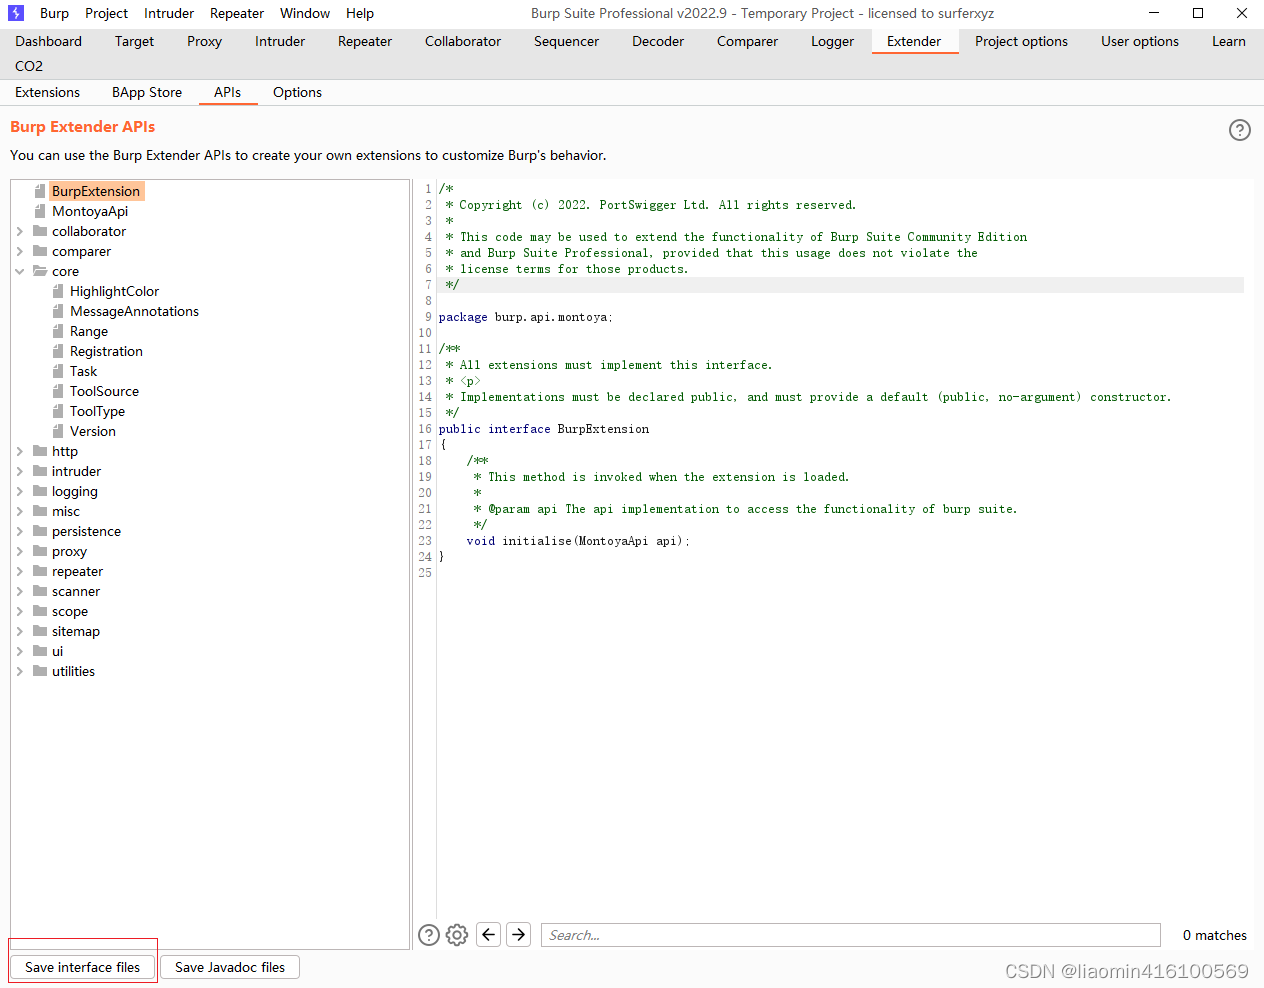 Burp Project Intruder Repeater Window Help Burp Suite Professional v2022.9 - Temporary Project - licensed to surferxyz
Dashboard Target Proxy Intruder Repeater Collaborator Sequencer Decoder Comparer Logger Extender Project options User options Learn
CO2
Extensions BApp Store APIs Options
Burp Extender APIs
You can use the Burp Extender APIs to create your own extensions to customize Burp's behavior.
BurpExtension
MontoyaApi
collaborator
comparer
core
HighlightColor
MessageAnnotations
Range
Registration
Task
ToolSource
ToolType
Version
http
intruder
logging
misc
persistence
proxy
repeater
scanner
scope
sitemap
ui
utilities
1 /*
2 * Copyright (c) 2022. PortSwigger Ltd. All rights reserved.
3 *
4 * This code may be used to extend the functionality of Burp Suite Community Edition
5 * and Burp Suite Professional, provided that this usage does not violate the
6 * license terms for those products.
7 */
8
9 package burp.api.montoya;
10
11 /**
12 * All extensions must implement this interface.
13 * <p>
14 * Implementations must be declared public, and must provide a default (public, no-argument) constructor.
15 */
16 public interface BurpExtension
17 {
18 /**
19 * This method is invoked when the extension is loaded.
20 *
21 * @param api The api implementation to access the functionality of burp suite.
22 */
23 void initialise(MontoyaApi api);
24 }
25
Search... 0 matches
Save interface files Save Javadoc files
CSDN @liaomin416100569